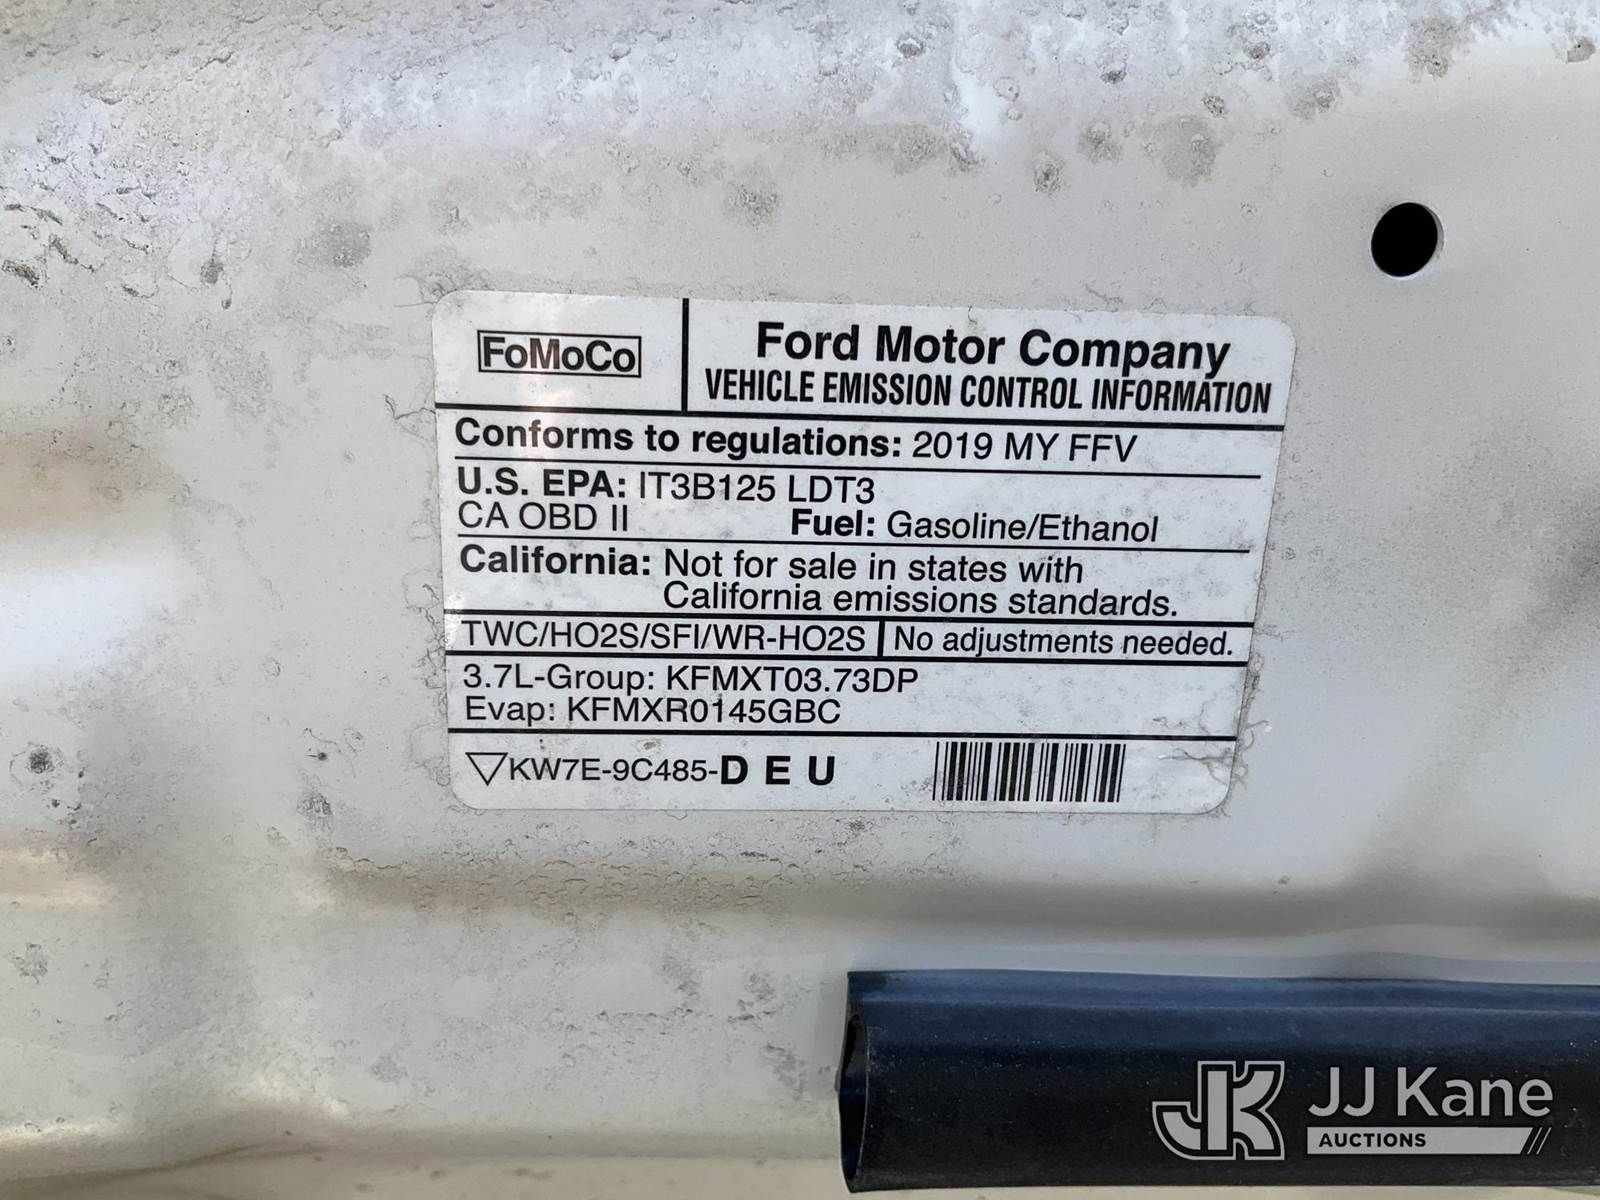 FoMoCo
Ford Motor Company
VEHICLE EMISSION CONTROL INFORMATION
Conforms to regulations: 2019 MY FFV
U.S. EPA: IT3B125 LDT3
CA OBD II Fuel: Gasoline/Ethanol
California: Not for sale in states with
California emissions standards.
TWC/HO2S/SFI/WR-HO2S No adjustments needed.
3.7L-Group: KFMXT03.73DP
Evap: KFMXR0145GBC
KW7E-9C485-D E U
JK JJ Kane
AUCTIONS